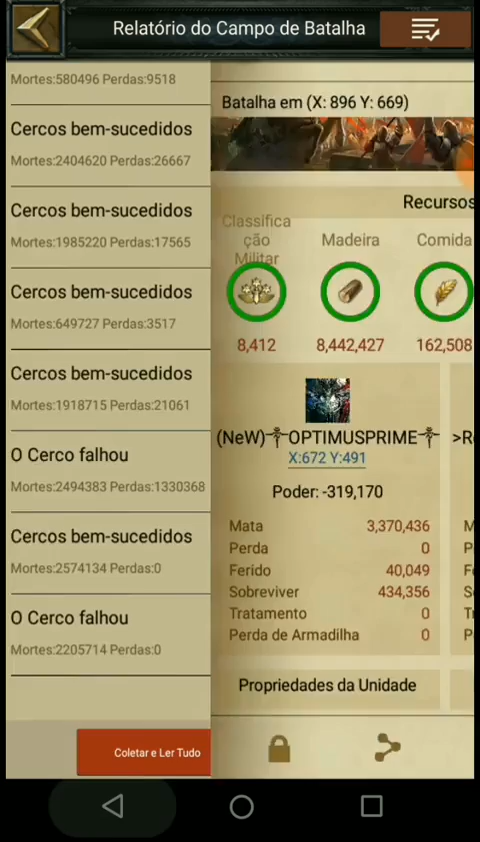 Relatório do Campo de Batalha
Mortes:580496 Perdas:9518
Cercos bem-sucedidos
Mortes:2404620 Perdas:26667
Cercos bem-sucedidos
Mortes:1985220 Perdas:17565
Cercos bem-sucedidos
Mortes:649727 Perdas:3517
Cercos bem-sucedidos
Mortes:1918715 Perdas:21061
O Cerco falhou
Mortes:2494383 Perdas:1330368
Cercos bem-sucedidos
Mortes:2574134 Perdas:0
O Cerco falhou
Mortes:2205714 Perdas:0
Coletar e Ler Tudo
Batalha em (X: 896 Y: 669)
Recursos
Classifica
ção
Militar
Madeira
Comida
8,412
8,442,427
162,508
(NeW)⚚OPTIMUSPRIME⚚
>R
X:672 Y:491
Poder: -319,170
Mata 3,370,436
Perda 0
Ferido 40,049
Sobreviver 434,356
Tratamento 0
Perda de Armadilha 0
Propriedades da Unidade